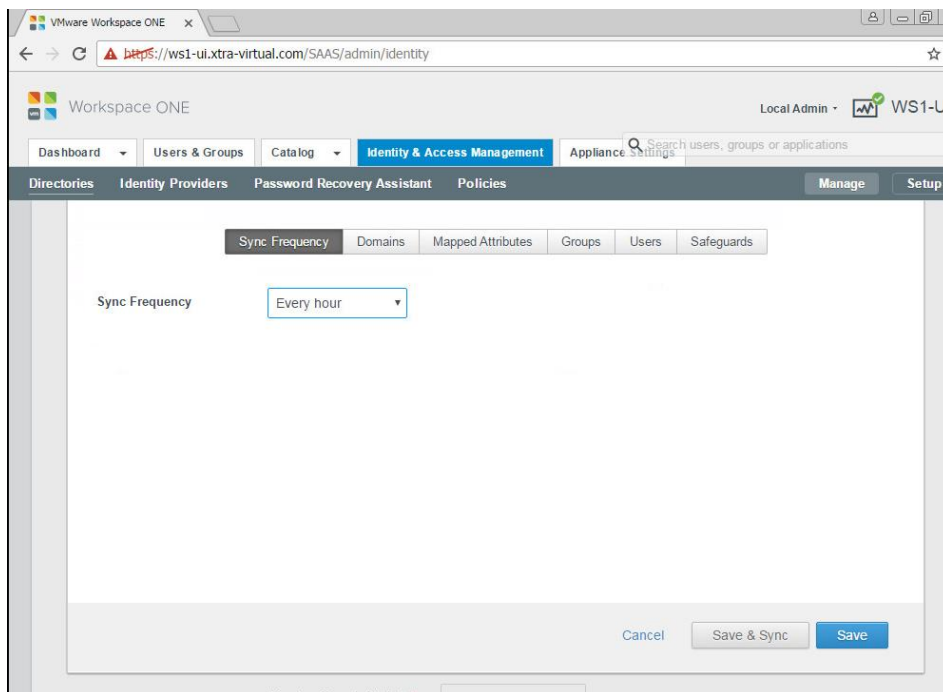 VMware Workspace ONE
https://ws1-ui.xtra-virtual.com/SAAS/admin/identity
Workspace ONE
Local Admin
WS1-U
Dashboard Users & Groups Catalog Identity & Access Management Appliance Settings Search users, groups or applications
Directories Identity Providers Password Recovery Assistant Policies Manage Setup
Sync Frequency Domains Mapped Attributes Groups Users Safeguards
Sync Frequency Every hour
Cancel Save & Sync Save